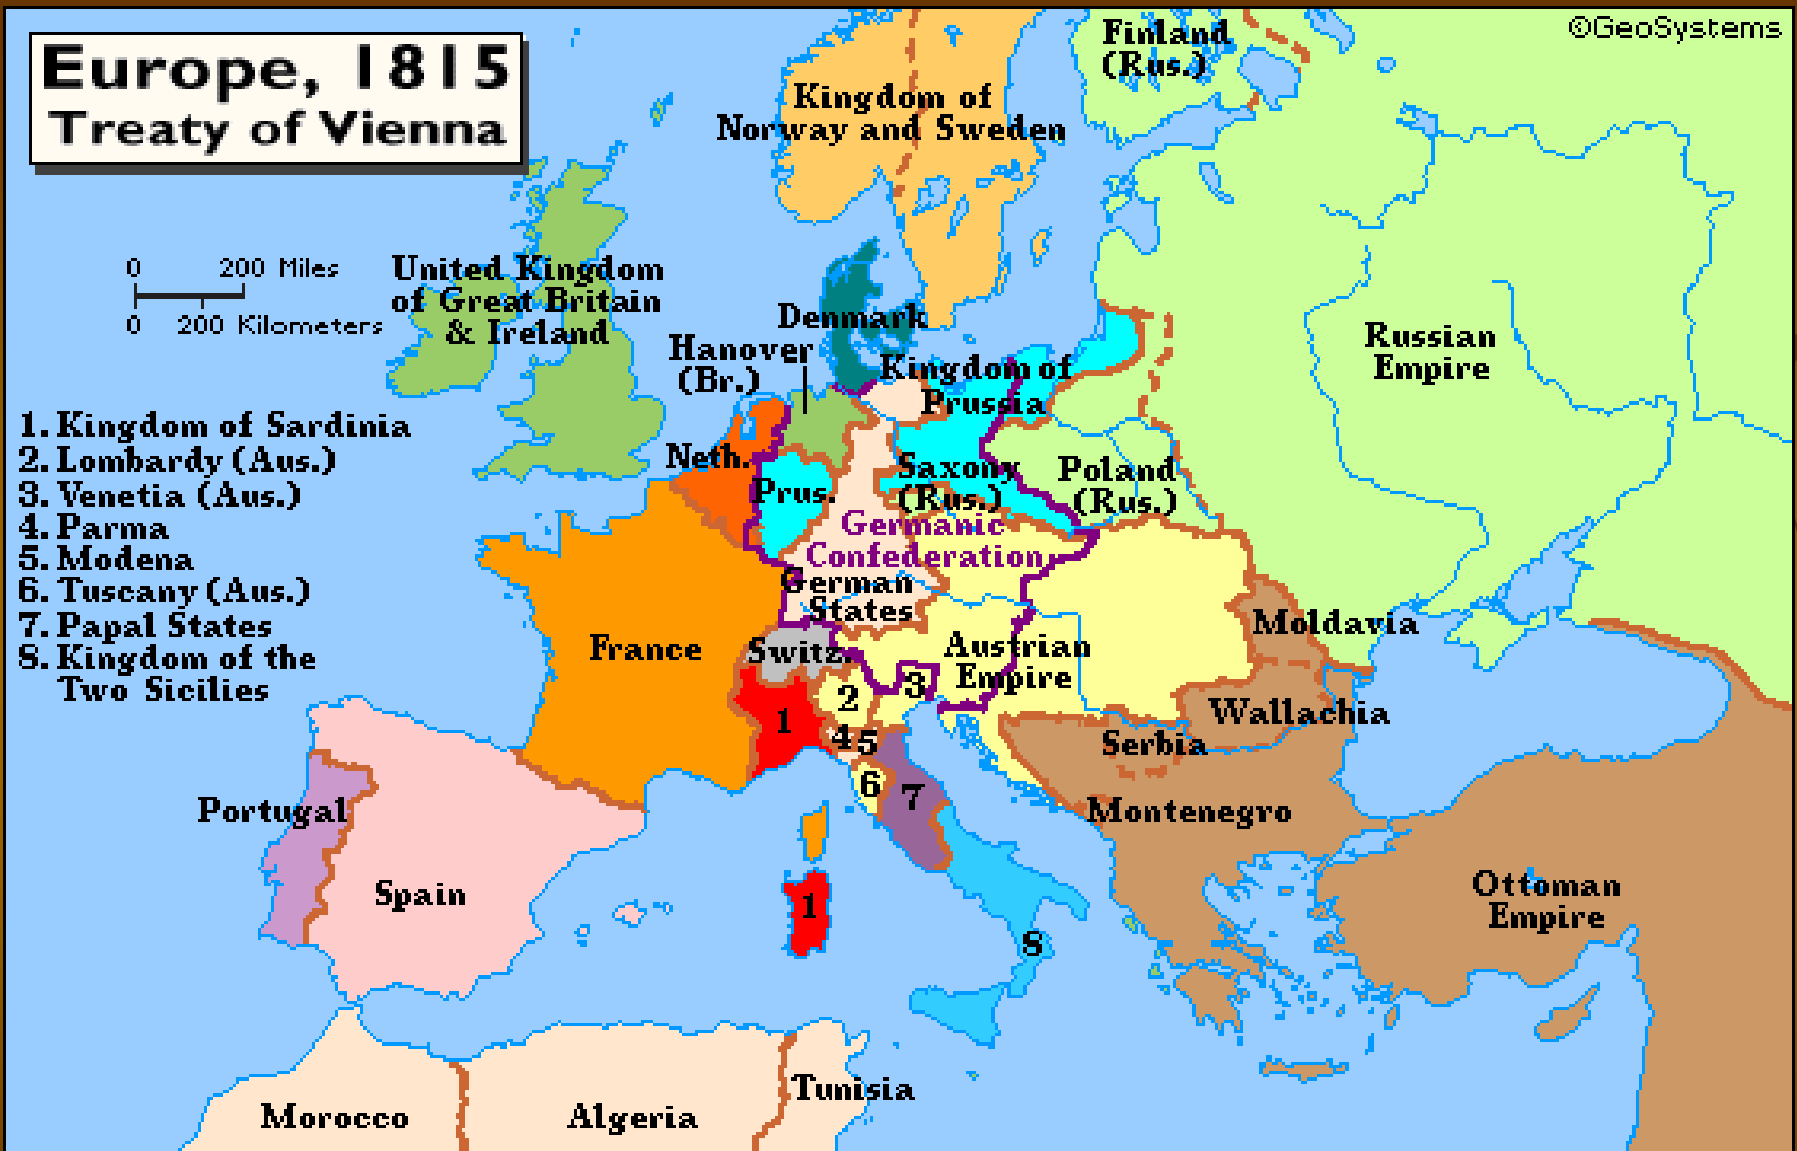 Europe, 1815
Treaty of Vienna
©GeoSystems
Finland
(Rus.)
Kingdom of
Norway and Sweden
0 200 Miles
0 200 Kilometers
United Kingdom
of Great Britain
& Ireland
Denmark
Hanover
(Br.)
Kingdom of
Prussia
Russian
Empire
Neth.
Prus.
Saxony
(Rus.)
Poland
(Rus.)
Germanic
Confederation
German
States
1. Kingdom of Sardinia
2. Lombardy (Aus.)
3. Venetia (Aus.)
4. Parma
5. Modena
6. Tuscany (Aus.)
7. Papal States
8. Kingdom of the
Two Sicilies
France
Switz.
Austrian
Empire
Moldavia
Wallachia
Serbia
Montenegro
1
2
3
4
5
6
7
Portugal
Spain
1
8
Ottoman
Empire
Morocco
Algeria
Tunisia